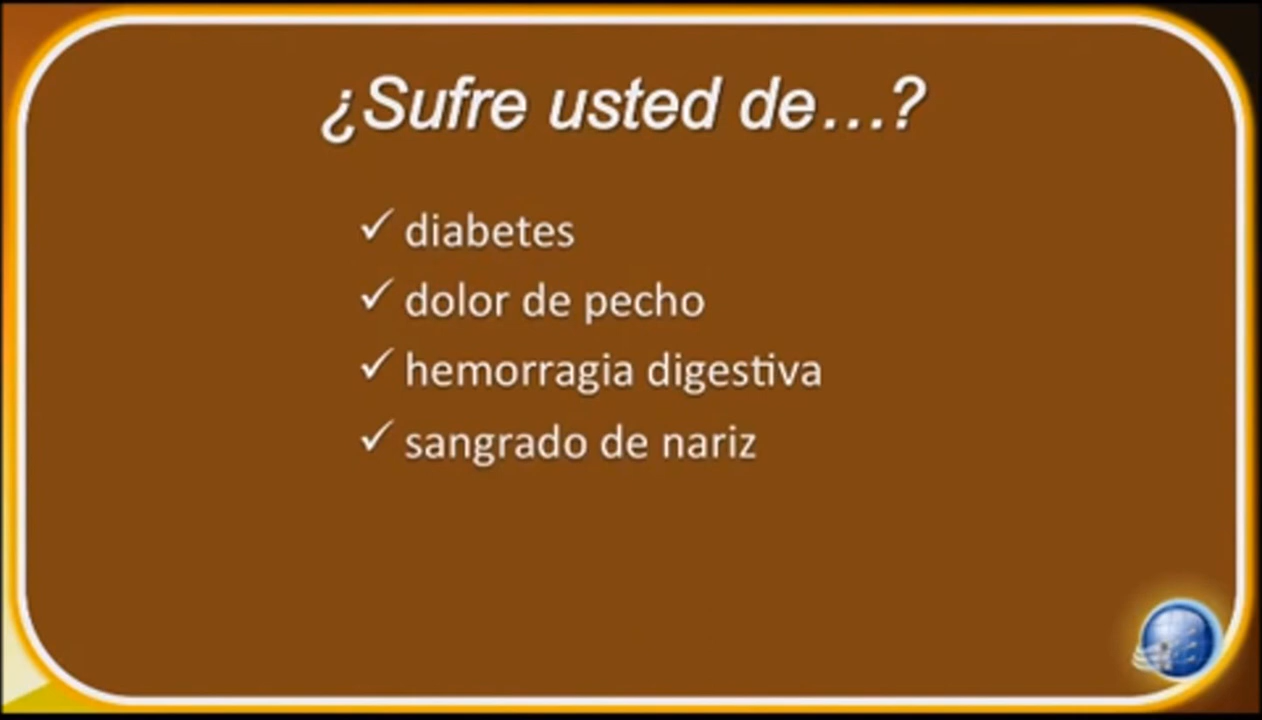 ¿Sufre usted de...?
✓ diabetes
✓ dolor de pecho
✓ hemorragia digestiva
✓ sangrado de nariz